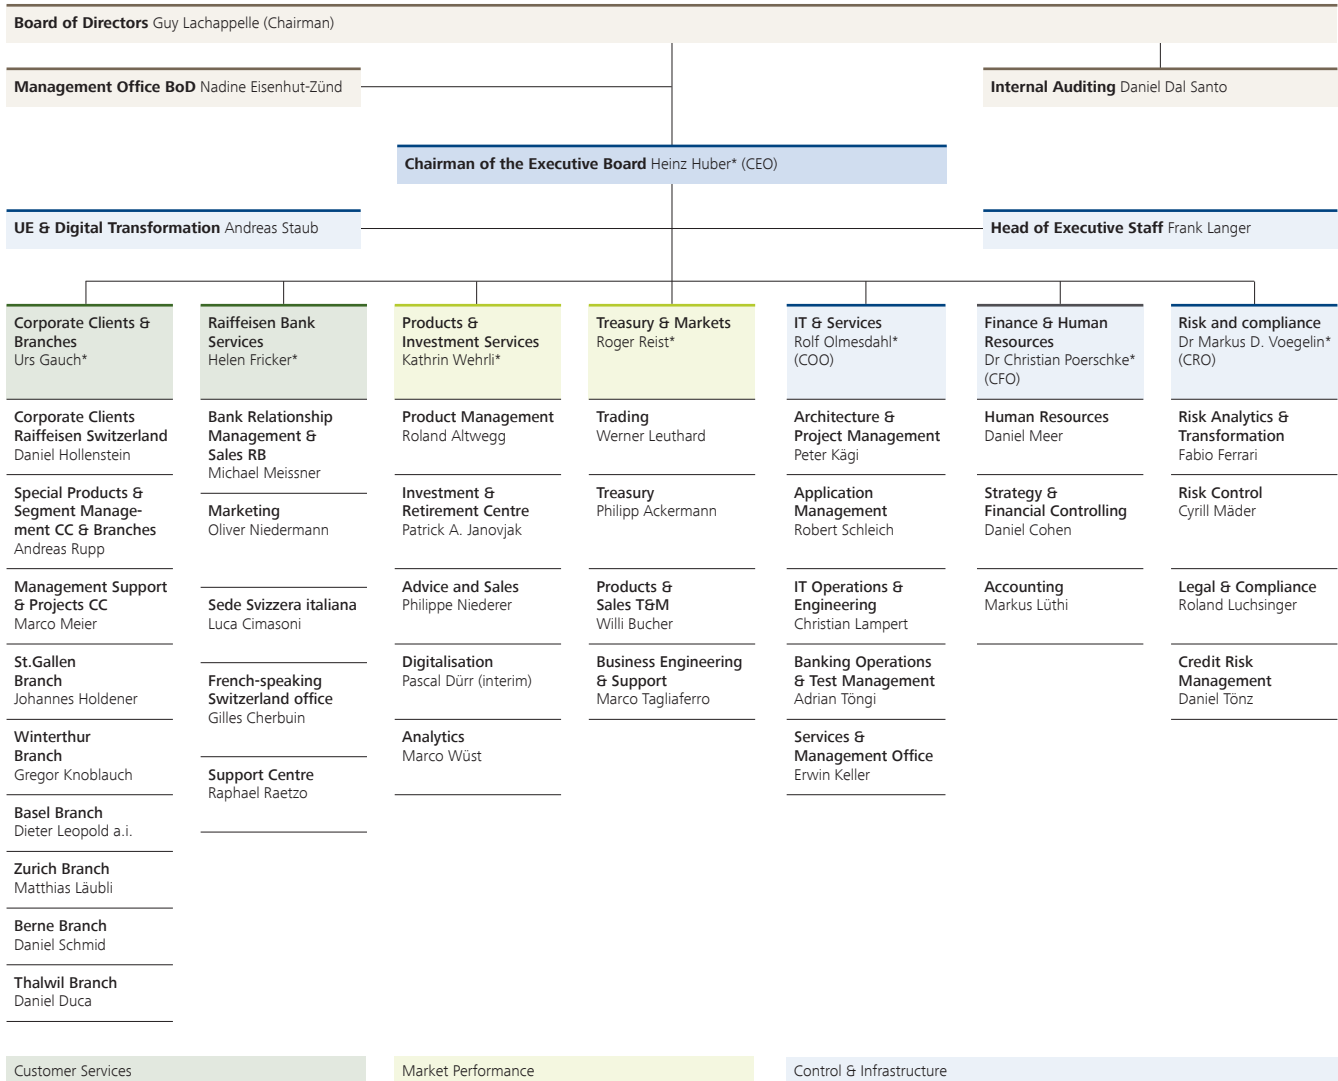 Board of Directors Guy Lachappelle (Chairman)
Management Office BoD Nadine Eisenhut-Zünd
Internal Auditing Daniel Dal Santo
Chairman of the Executive Board Heinz Huber* (CEO)
UE & Digital Transformation Andreas Staub
Head of Executive Staff Frank Langer
Corporate Clients &
Branches
Urs Gauch*
Corporate Clients
Raiffeisen Switzerland
Daniel Hollenstein
Special Products &
Segment Manage-
ment CC & Branches
Andreas Rupp
Management Support
& Projects CC
Marco Meier
St.Gallen
Branch
Johannes Holdener
Winterthur
Branch
Gregor Knoblauch
Basel Branch
Dieter Leopold a.i.
Zurich Branch
Matthias Läubli
Berne Branch
Daniel Schmid
Thalwil Branch
Daniel Duca
Raiffeisen Bank
Services
Helen Fricker*
Bank Relationship
Management &
Sales RB
Michael Meissner
Marketing
Oliver Niedermann
Sede Svizzera italiana
Luca Cimasoni
French-speaking
Switzerland office
Gilles Cherbuin
Support Centre
Raphael Raetzo
Products &
Investment Services
Kathrin Wehrli*
Product Management
Roland Altwegg
Investment &
Retirement Centre
Patrick A. Janovjak
Advice and Sales
Philippe Niederer
Digitalisation
Pascal Dürr (interim)
Analytics
Marco Wüst
Treasury & Markets
Roger Reist*
Trading
Werner Leuthard
Treasury
Philipp Ackermann
Products &
Sales T&M
Willi Bucher
Business Engineering
& Support
Marco Tagliaferro
IT & Services
Rolf Olmesdahl*
(COO)
Architecture &
Project Management
Peter Kägi
Application
Management
Robert Schleich
IT Operations &
Engineering
Christian Lampert
Banking Operations
& Test Management
Adrian Töngi
Services &
Management Office
Erwin Keller
Finance & Human
Resources
Dr Christian Poerschke*
(CFO)
Human Resources
Daniel Meer
Strategy &
Financial Controlling
Daniel Cohen
Accounting
Markus Lüthi
Risk and compliance
Dr Markus D. Voegelin*
(CRO)
Risk Analytics &
Transformation
Fabio Ferrari
Risk Control
Cyrill Mäder
Legal & Compliance
Roland Luchsinger
Credit Risk
Management
Daniel Tönz
Customer Services
Market Performance
Control & Infrastructure